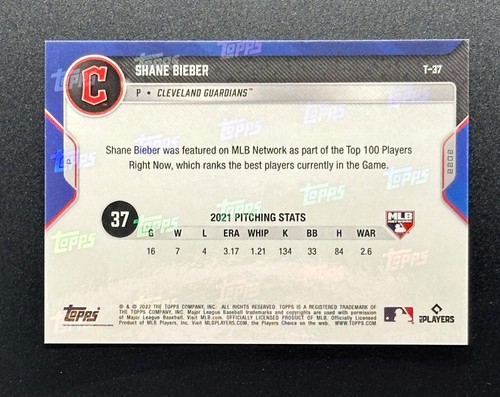 SHANE BIEBER
T-37
C
P • CLEVELAND GUARDIANS™
2022
Shane Bieber was featured on MLB Network as part of the Top 100 Players
Right Now, which ranks the best players currently in the Game.
37
2021 PITCHING STATS
MLB
G W L ERA WHIP K BB H WAR
16 7 4 3.17 1.21 134 33 84 2.6
Topps
® & © 2022 THE TOPPS COMPANY, INC. ALL RIGHTS RESERVED. TOPPS IS A REGISTERED TRADEMARK OF
THE TOPPS COMPANY, INC. Major League Baseball trademarks and copyrights are used with permission
of Major League Baseball. Visit MLB.com. OFFICIALLY LICENSED PRODUCT OF MLB Players, Inc. Officially Licensed
Product of MLB Players, Inc. Visit MLBPLAYERS.com, the Players Choice on the web. WWW.TOPPS.COM
PLAYERS